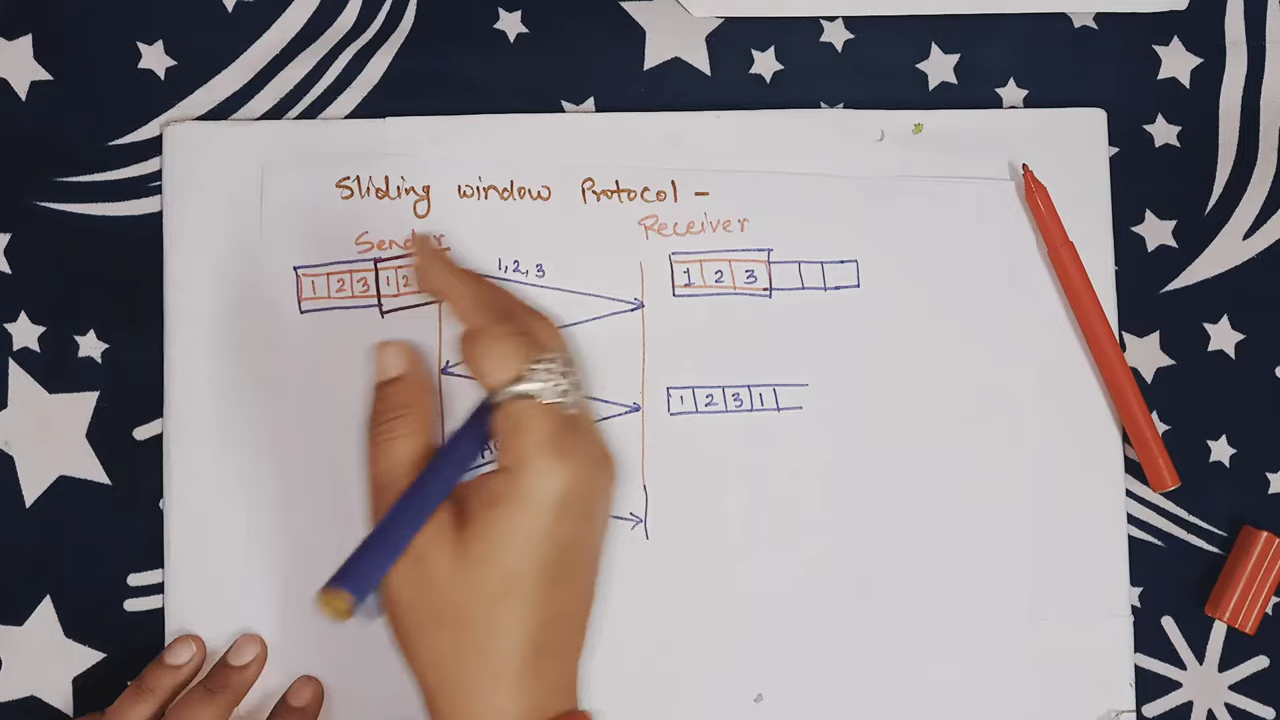 Sliding window Protocol -
Sender Receiver
1 2 3 1 2
1, 2, 3
1 2 3
1 2 3 1